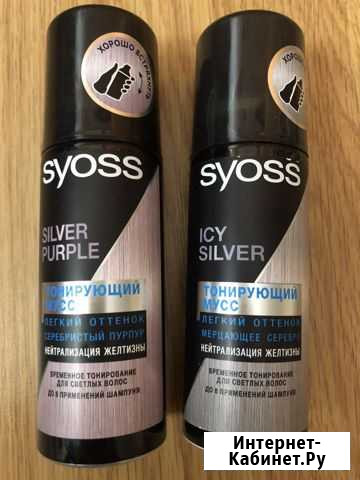 ХОРОШО ВСТРЯХНУТЬ
syoss
SILVER
PURPLE
ТОНИРУЮЩИЙ
МУСС
ЛЕГКИЙ ОТТЕНОК
СЕРЕБРИСТЫЙ ПУРПУР
НЕЙТРАЛИЗАЦИЯ ЖЕЛТИЗНЫ
ВРЕМЕННОЕ ТОНИРОВАНИЕ
ДЛЯ СВЕТЛЫХ ВОЛОС
ДО 8 ПРИМЕНЕНИЙ ШАМПУНЯ
ХОРОШО
syoss
ICY
SILVER
ТОНИРУЮЩИЙ
МУСС
ЛЕГКИЙ ОТТЕНОК
МЕРЦАЮЩЕЕ СЕРЕБРО
НЕЙТРАЛИЗАЦИЯ ЖЕЛТИЗНЫ
ВРЕМЕННОЕ ТОНИРОВАНИЕ
ДЛЯ СВЕТЛЫХ ВОЛОС
ДО 8 ПРИМЕНЕНИЙ ШАМПУНЯ
Интернет-
Кабинет.Ру